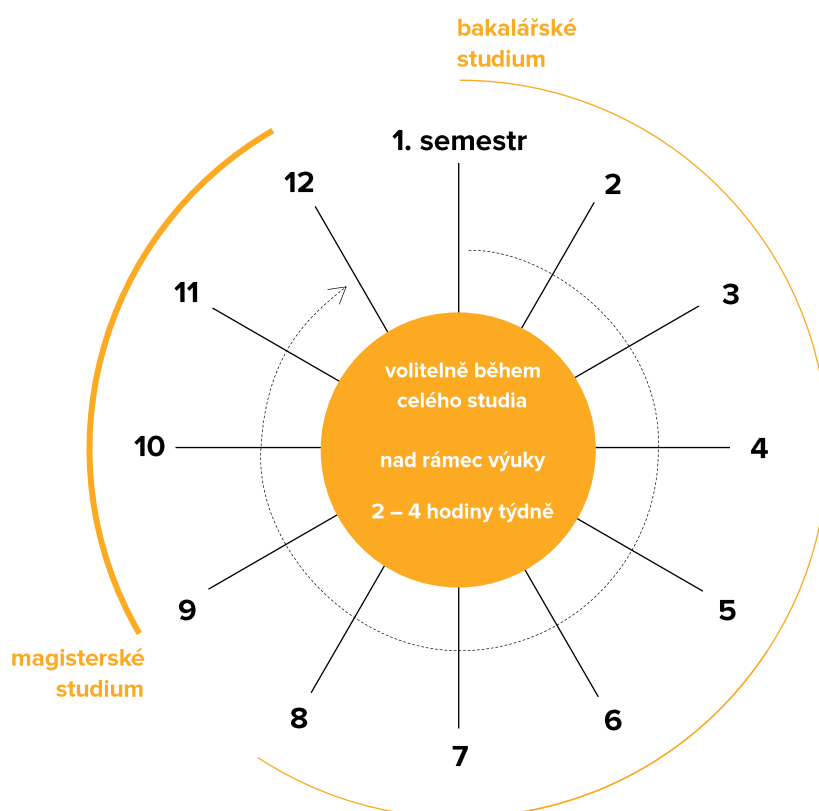 bakalářské
studium
1. semestr
2
3
4
5
6
7
8
9
10
11
12
volitelně během
celého studia
nad rámec výuky
2 – 4 hodiny týdně
magisterské
studium